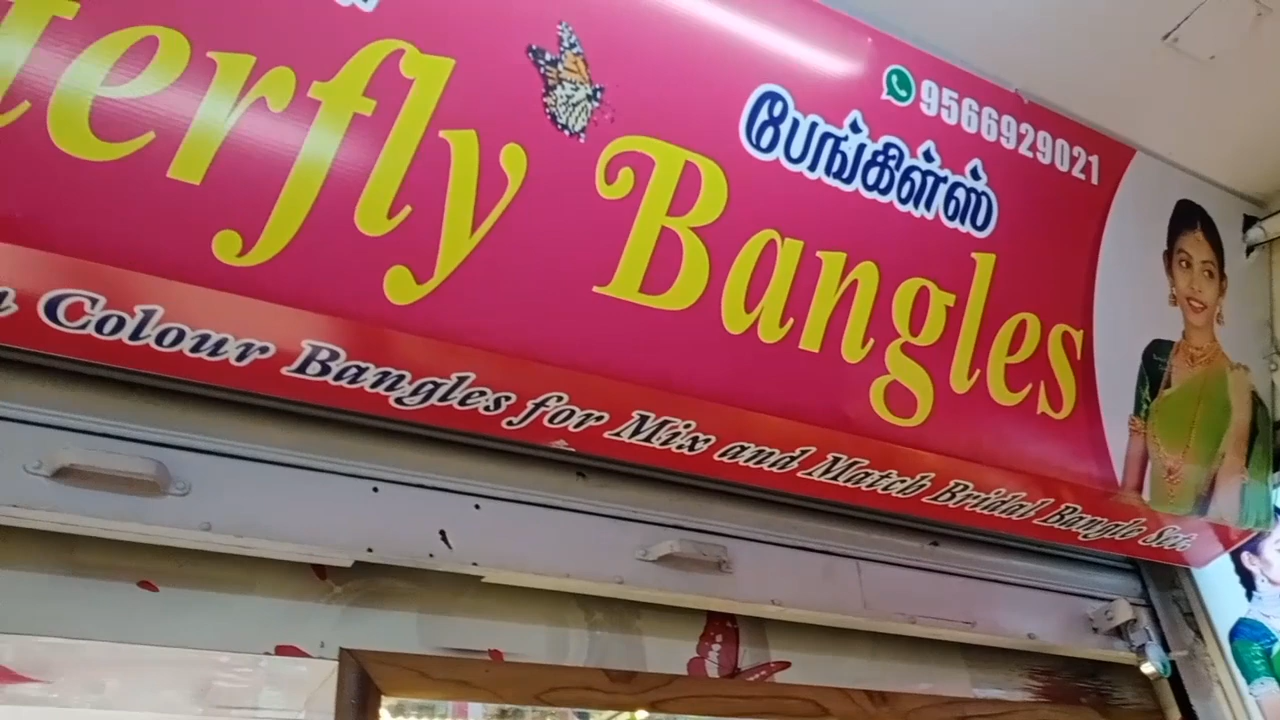 9566929021
பேங்கிள்ஸ்
terfly Bangles
Colour Bangles for Mix and Match Bridal Bangle Set.